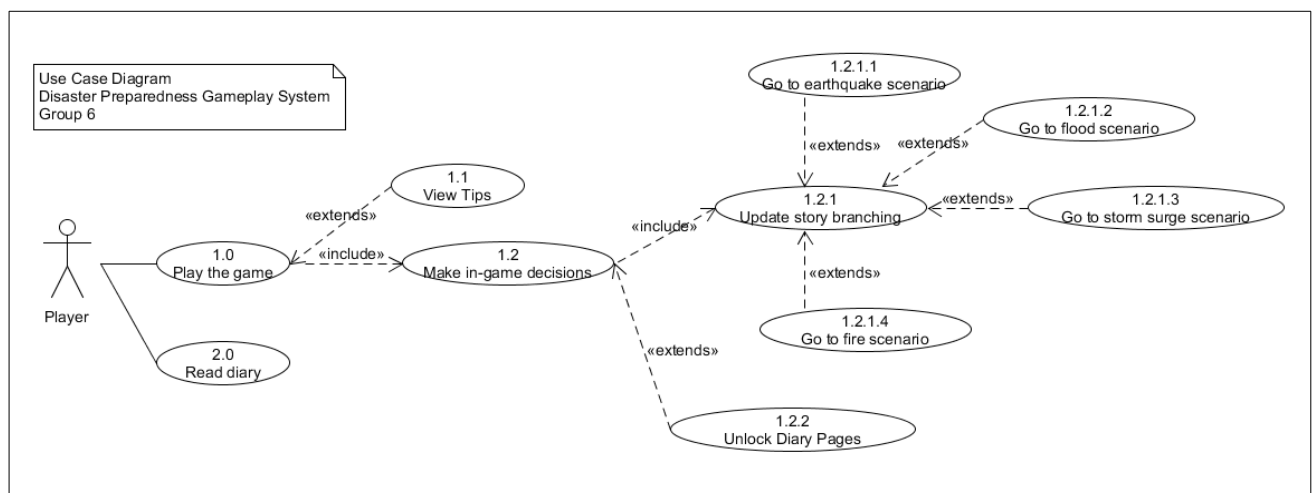 Use Case Diagram
Disaster Preparedness Gameplay System
Group 6
1.2.1.1
Go to earthquake scenario
1.2.1.2
Go to flood scenario
«extends»
«extends»
1.1
View Tips
1.2.1
Update story branching
«extends»
1.2.1.3
Go to storm surge scenario
«extends»
«include»
1.0
Play the game
«include»
1.2
Make in-game decisions
«extends»
Player
1.2.1.4
Go to fire scenario
2.0
Read diary
«extends»
1.2.2
Unlock Diary Pages